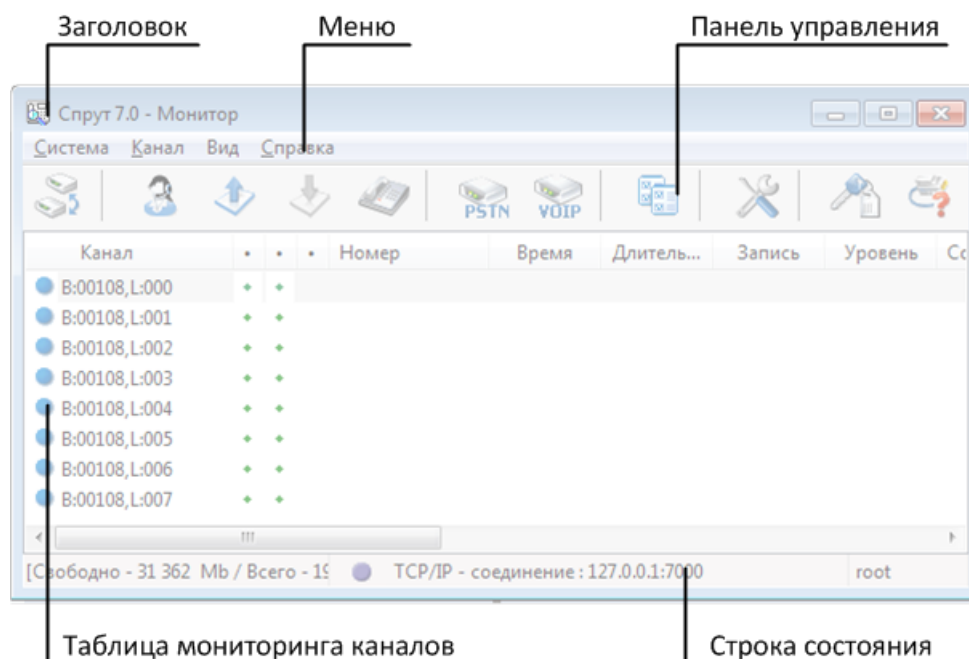 Заголовок Меню Панель управления
Спрут 7.0 - Монитор
Система Канал Вид Справка
PSTN VOIP
Канал Номер Время Длитель... Запись Уровень Сс
B:00108,L:000
B:00108,L:001
B:00108,L:002
B:00108,L:003
B:00108,L:004
B:00108,L:005
B:00108,L:006
B:00108,L:007
[Свободно - 31 362 Mb / Всего - 19 TCP/IP - соединение : 127.0.0.1:7000 root
Таблица мониторинга каналов Строка состояния